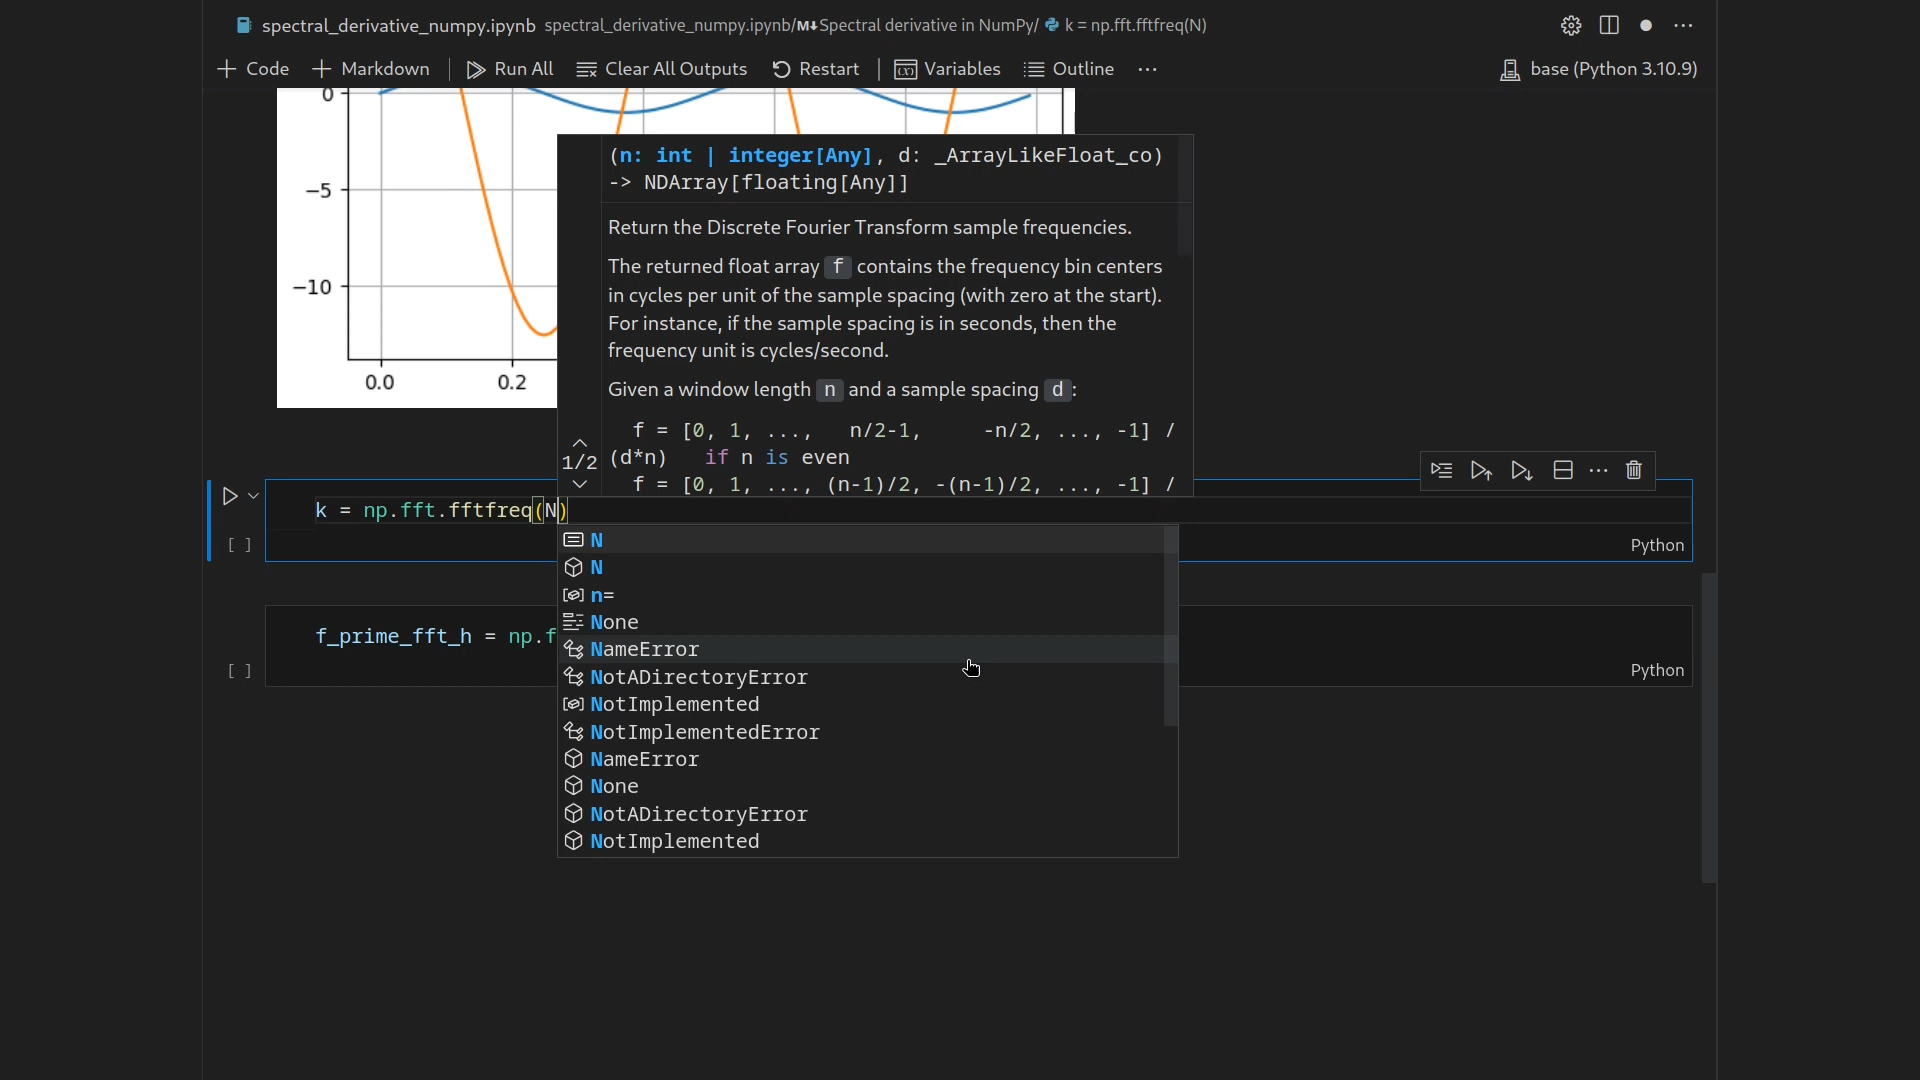 spectral_derivative_numpy.ipynb spectral_derivative_numpy.ipynb/M↓Spectral derivative in NumPy/ k = np.fft.fftfreq(N)
+ Code + Markdown Run All Clear All Outputs Restart Variables Outline ...
base (Python 3.10.9)
0
−5
−10
0.0 0.2
(n: int | integer[Any], d: _ArrayLikeFloat_co)
-> NDArray[floating[Any]]
Return the Discrete Fourier Transform sample frequencies.
The returned float array f contains the frequency bin centers
in cycles per unit of the sample spacing (with zero at the start).
For instance, if the sample spacing is in seconds, then the
frequency unit is cycles/second.
Given a window length n and a sample spacing d:
f = [0, 1, ..., n/2-1, -n/2, ..., -1] /
1/2 (d*n) if n is even
f = [0, 1, ..., (n-1)/2, -(n-1)/2, ..., -1] /
k = np.fft.fftfreq(N)
[ ]
Python
N
N
n=
None
NameError
NotADirectoryError
NotImplemented
NotImplementedError
NameError
None
NotADirectoryError
NotImplemented
f_prime_fft_h = np.f
[ ]
Python